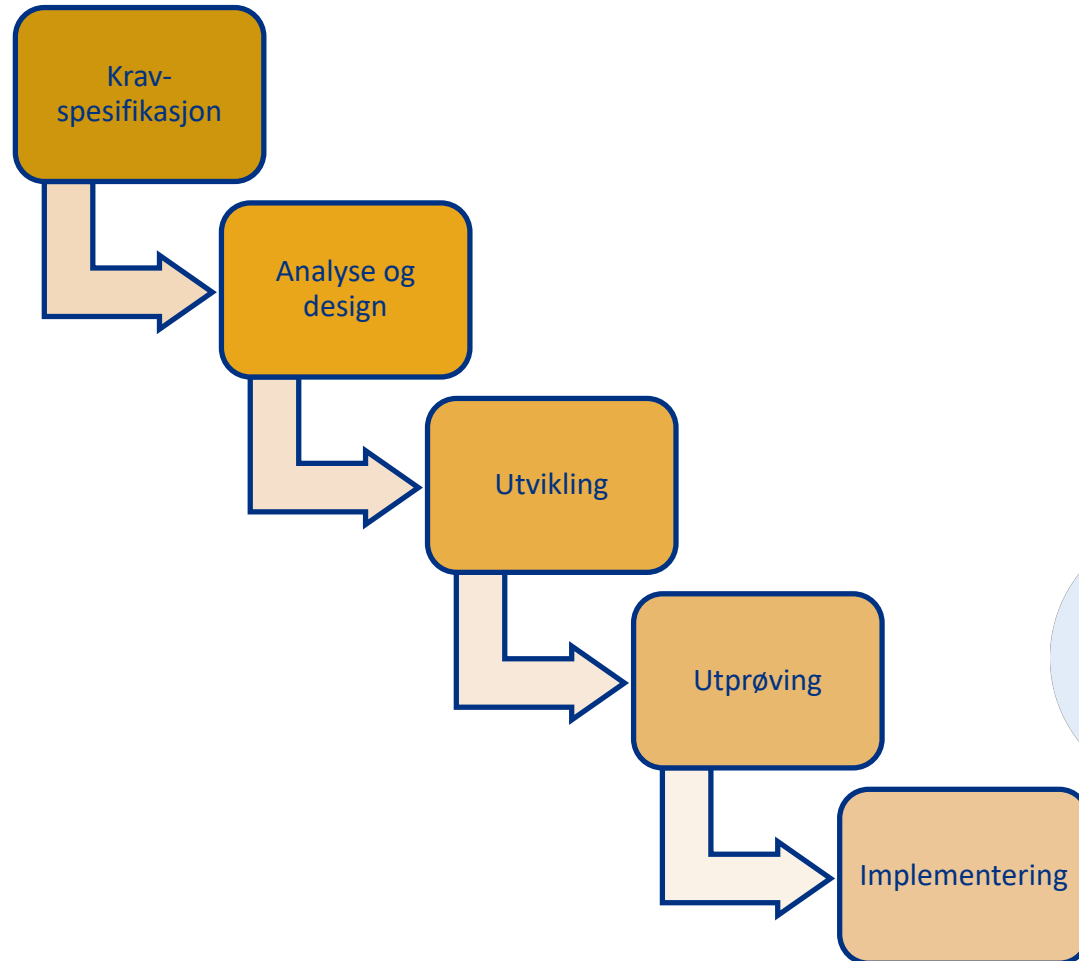 Krav-
spesifikasjon
Analyse og
design
Utvikling
Utprøving
Implementering